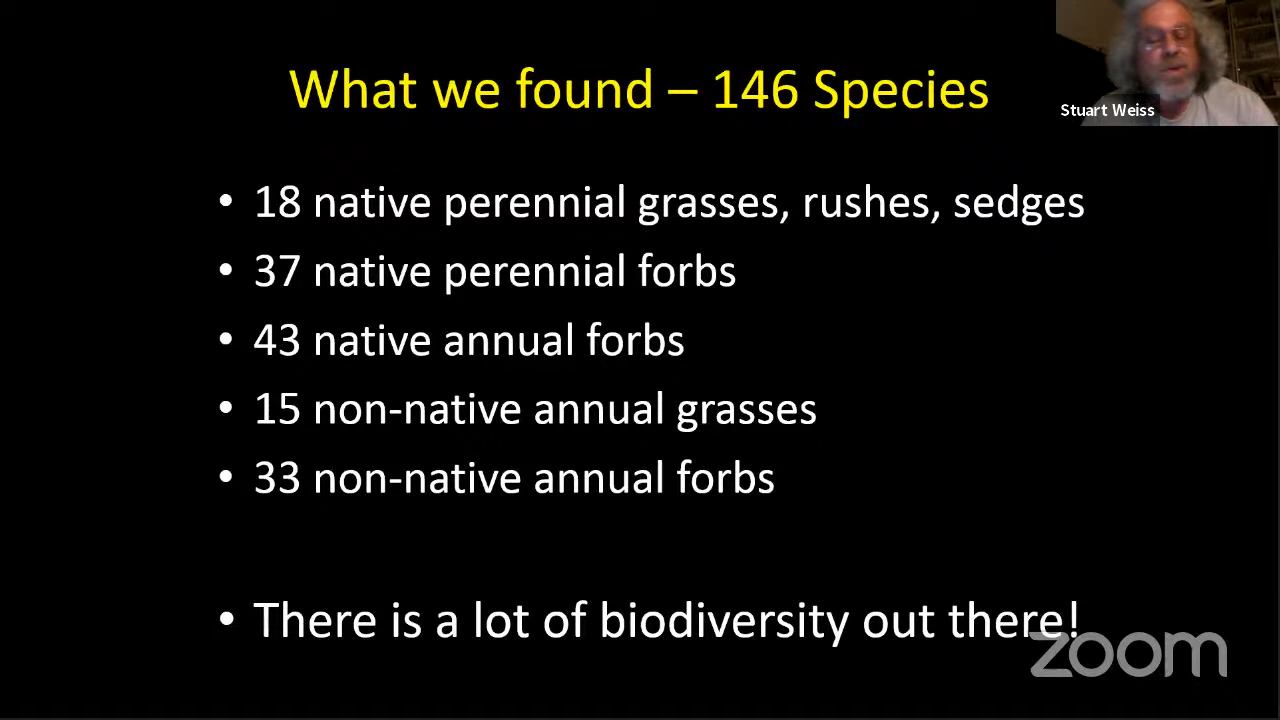 What we found – 146 Species
Stuart Weiss
• 18 native perennial grasses, rushes, sedges
• 37 native perennial forbs
• 43 native annual forbs
• 15 non-native annual grasses
• 33 non-native annual forbs
• There is a lot of biodiversity out there!
zoom